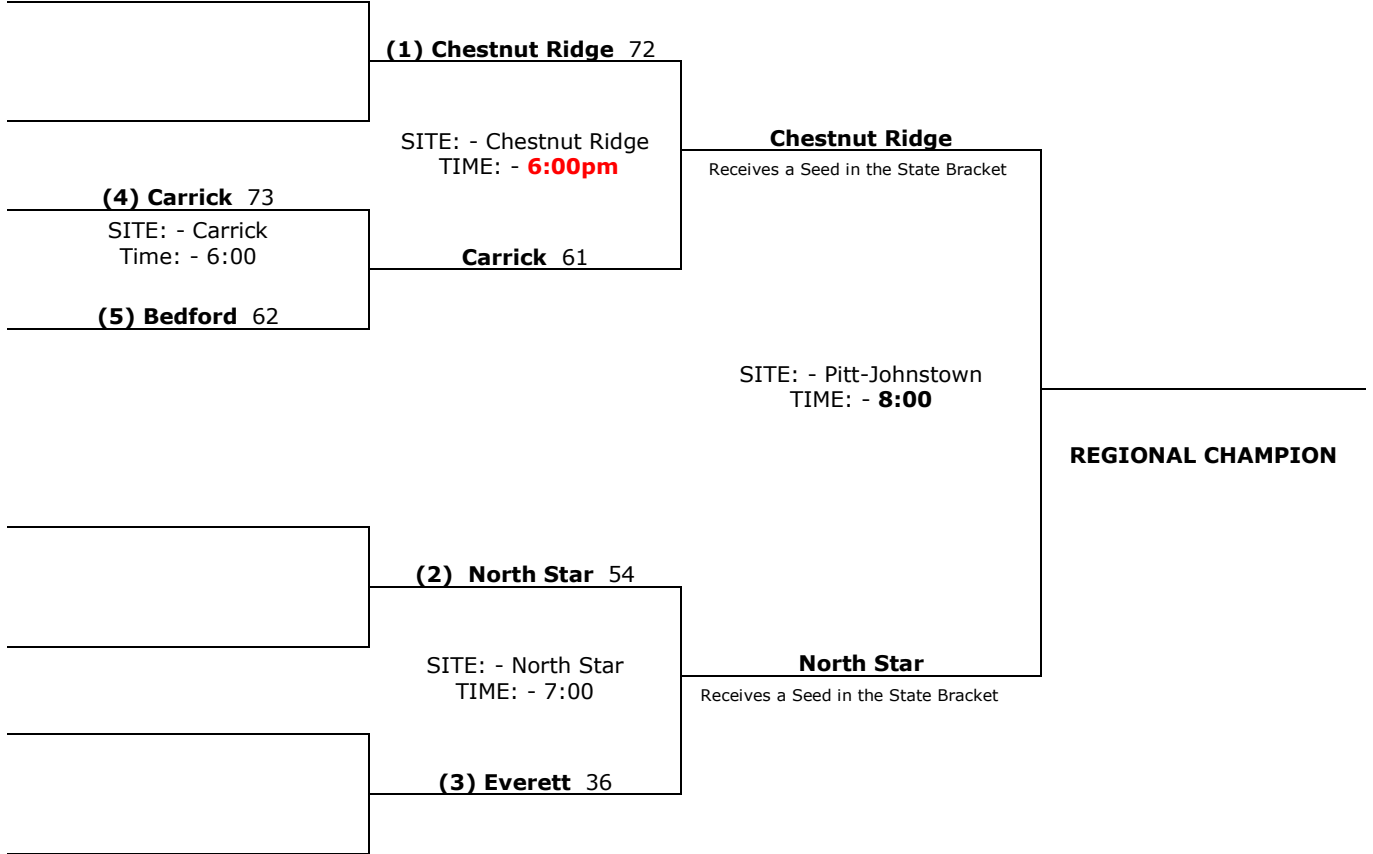 (1) Chestnut Ridge 72
SITE: - Chestnut Ridge
TIME: - 6:00pm
Chestnut Ridge
Receives a Seed in the State Bracket
(4) Carrick 73
SITE: - Carrick
Time: - 6:00
Carrick 61
(5) Bedford 62
SITE: - Pitt-Johnstown
TIME: - 8:00
REGIONAL CHAMPION
(2) North Star 54
SITE: - North Star
TIME: - 7:00
North Star
Receives a Seed in the State Bracket
(3) Everett 36